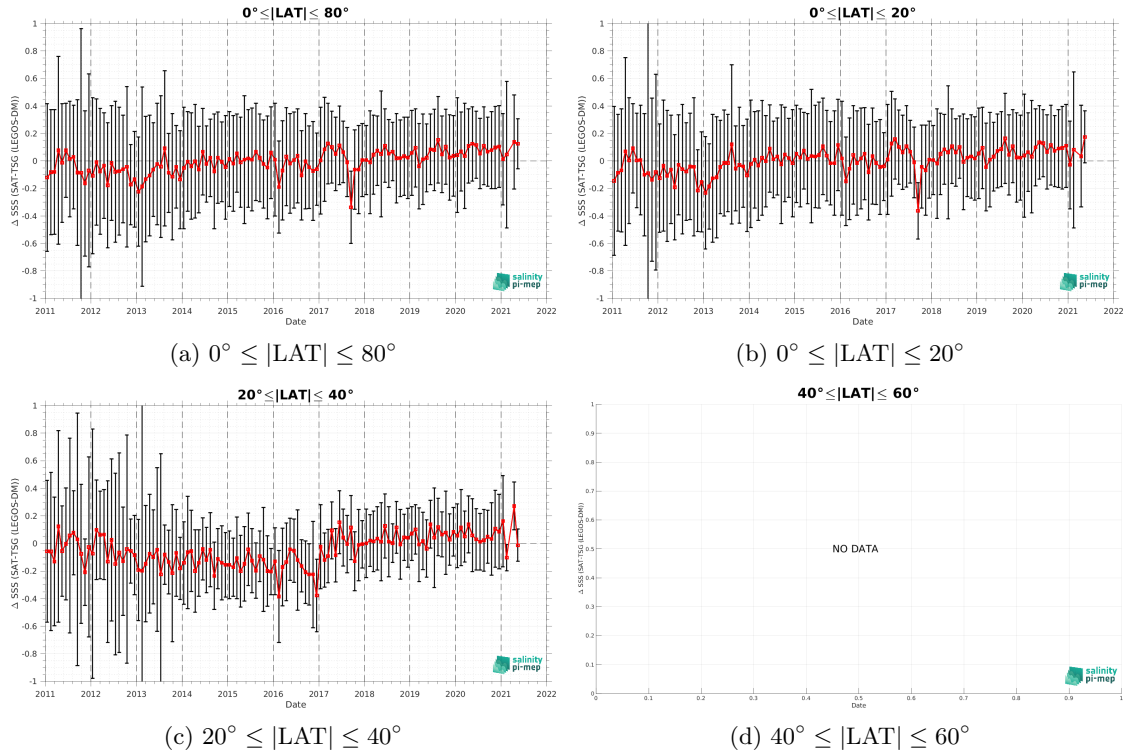 0°≤|LAT|≤ 80°
Δ SSS (SAT-TSG (LEGOS-DM))
1
0.8
0.6
0.4
0.2
0
-0.2
-0.4
-0.6
-0.8
-1
2011 2012 2013 2014 2015 2016 2017 2018 2019 2020 2021 2022
Date
salinity
pi-mep
(a) 0° ≤ |LAT| ≤ 80°
0°≤|LAT|≤ 20°
Δ SSS (SAT-TSG (LEGOS-DM))
1
0.8
0.6
0.4
0.2
0
-0.2
-0.4
-0.6
-0.8
-1
2011 2012 2013 2014 2015 2016 2017 2018 2019 2020 2021 2022
Date
salinity
pi-mep
(b) 0° ≤ |LAT| ≤ 20°
20°≤|LAT|≤ 40°
Δ SSS (SAT-TSG (LEGOS-DM))
1
0.8
0.6
0.4
0.2
0
-0.2
-0.4
-0.6
-0.8
-1
2011 2012 2013 2014 2015 2016 2017 2018 2019 2020 2021 2022
Date
salinity
pi-mep
(c) 20° ≤ |LAT| ≤ 40°
40°≤|LAT|≤ 60°
Δ SSS (SAT-TSG (LEGOS-DM))
1
0.9
0.8
0.7
0.6
0.5
0.4
0.3
0.2
0.1
0
NO DATA
0 0.1 0.2 0.3 0.4 0.5 0.6 0.7 0.8 0.9 1
Date
salinity
pi-mep
(d) 40° ≤ |LAT| ≤ 60°